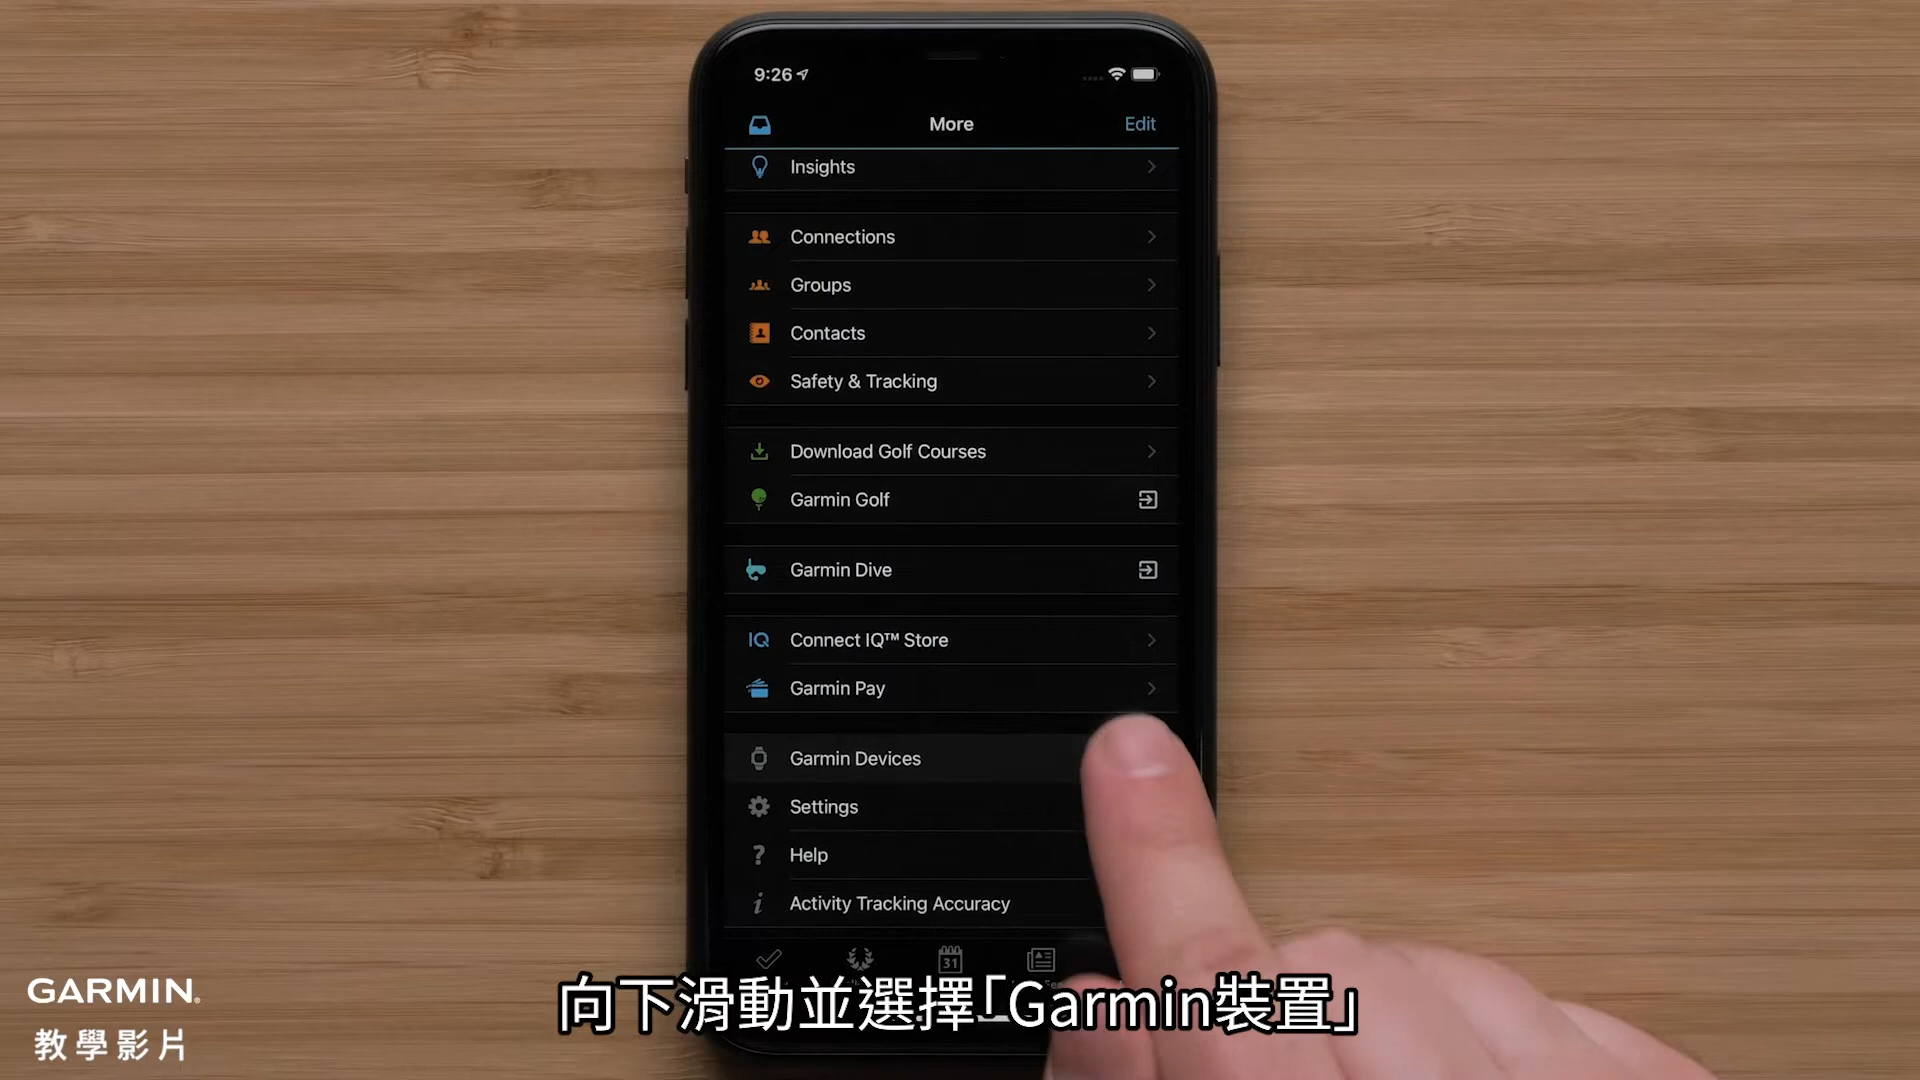 9:26
More
Edit
Insights
Connections
Groups
Contacts
Safety & Tracking
Download Golf Courses
Garmin Golf
Garmin Dive
IQ Connect IQ™ Store
Garmin Pay
Garmin Devices
Settings
? Help
i Activity Tracking Accuracy
31
向下滑動並選擇「Garmin裝置」
GARMIN®
教學影片